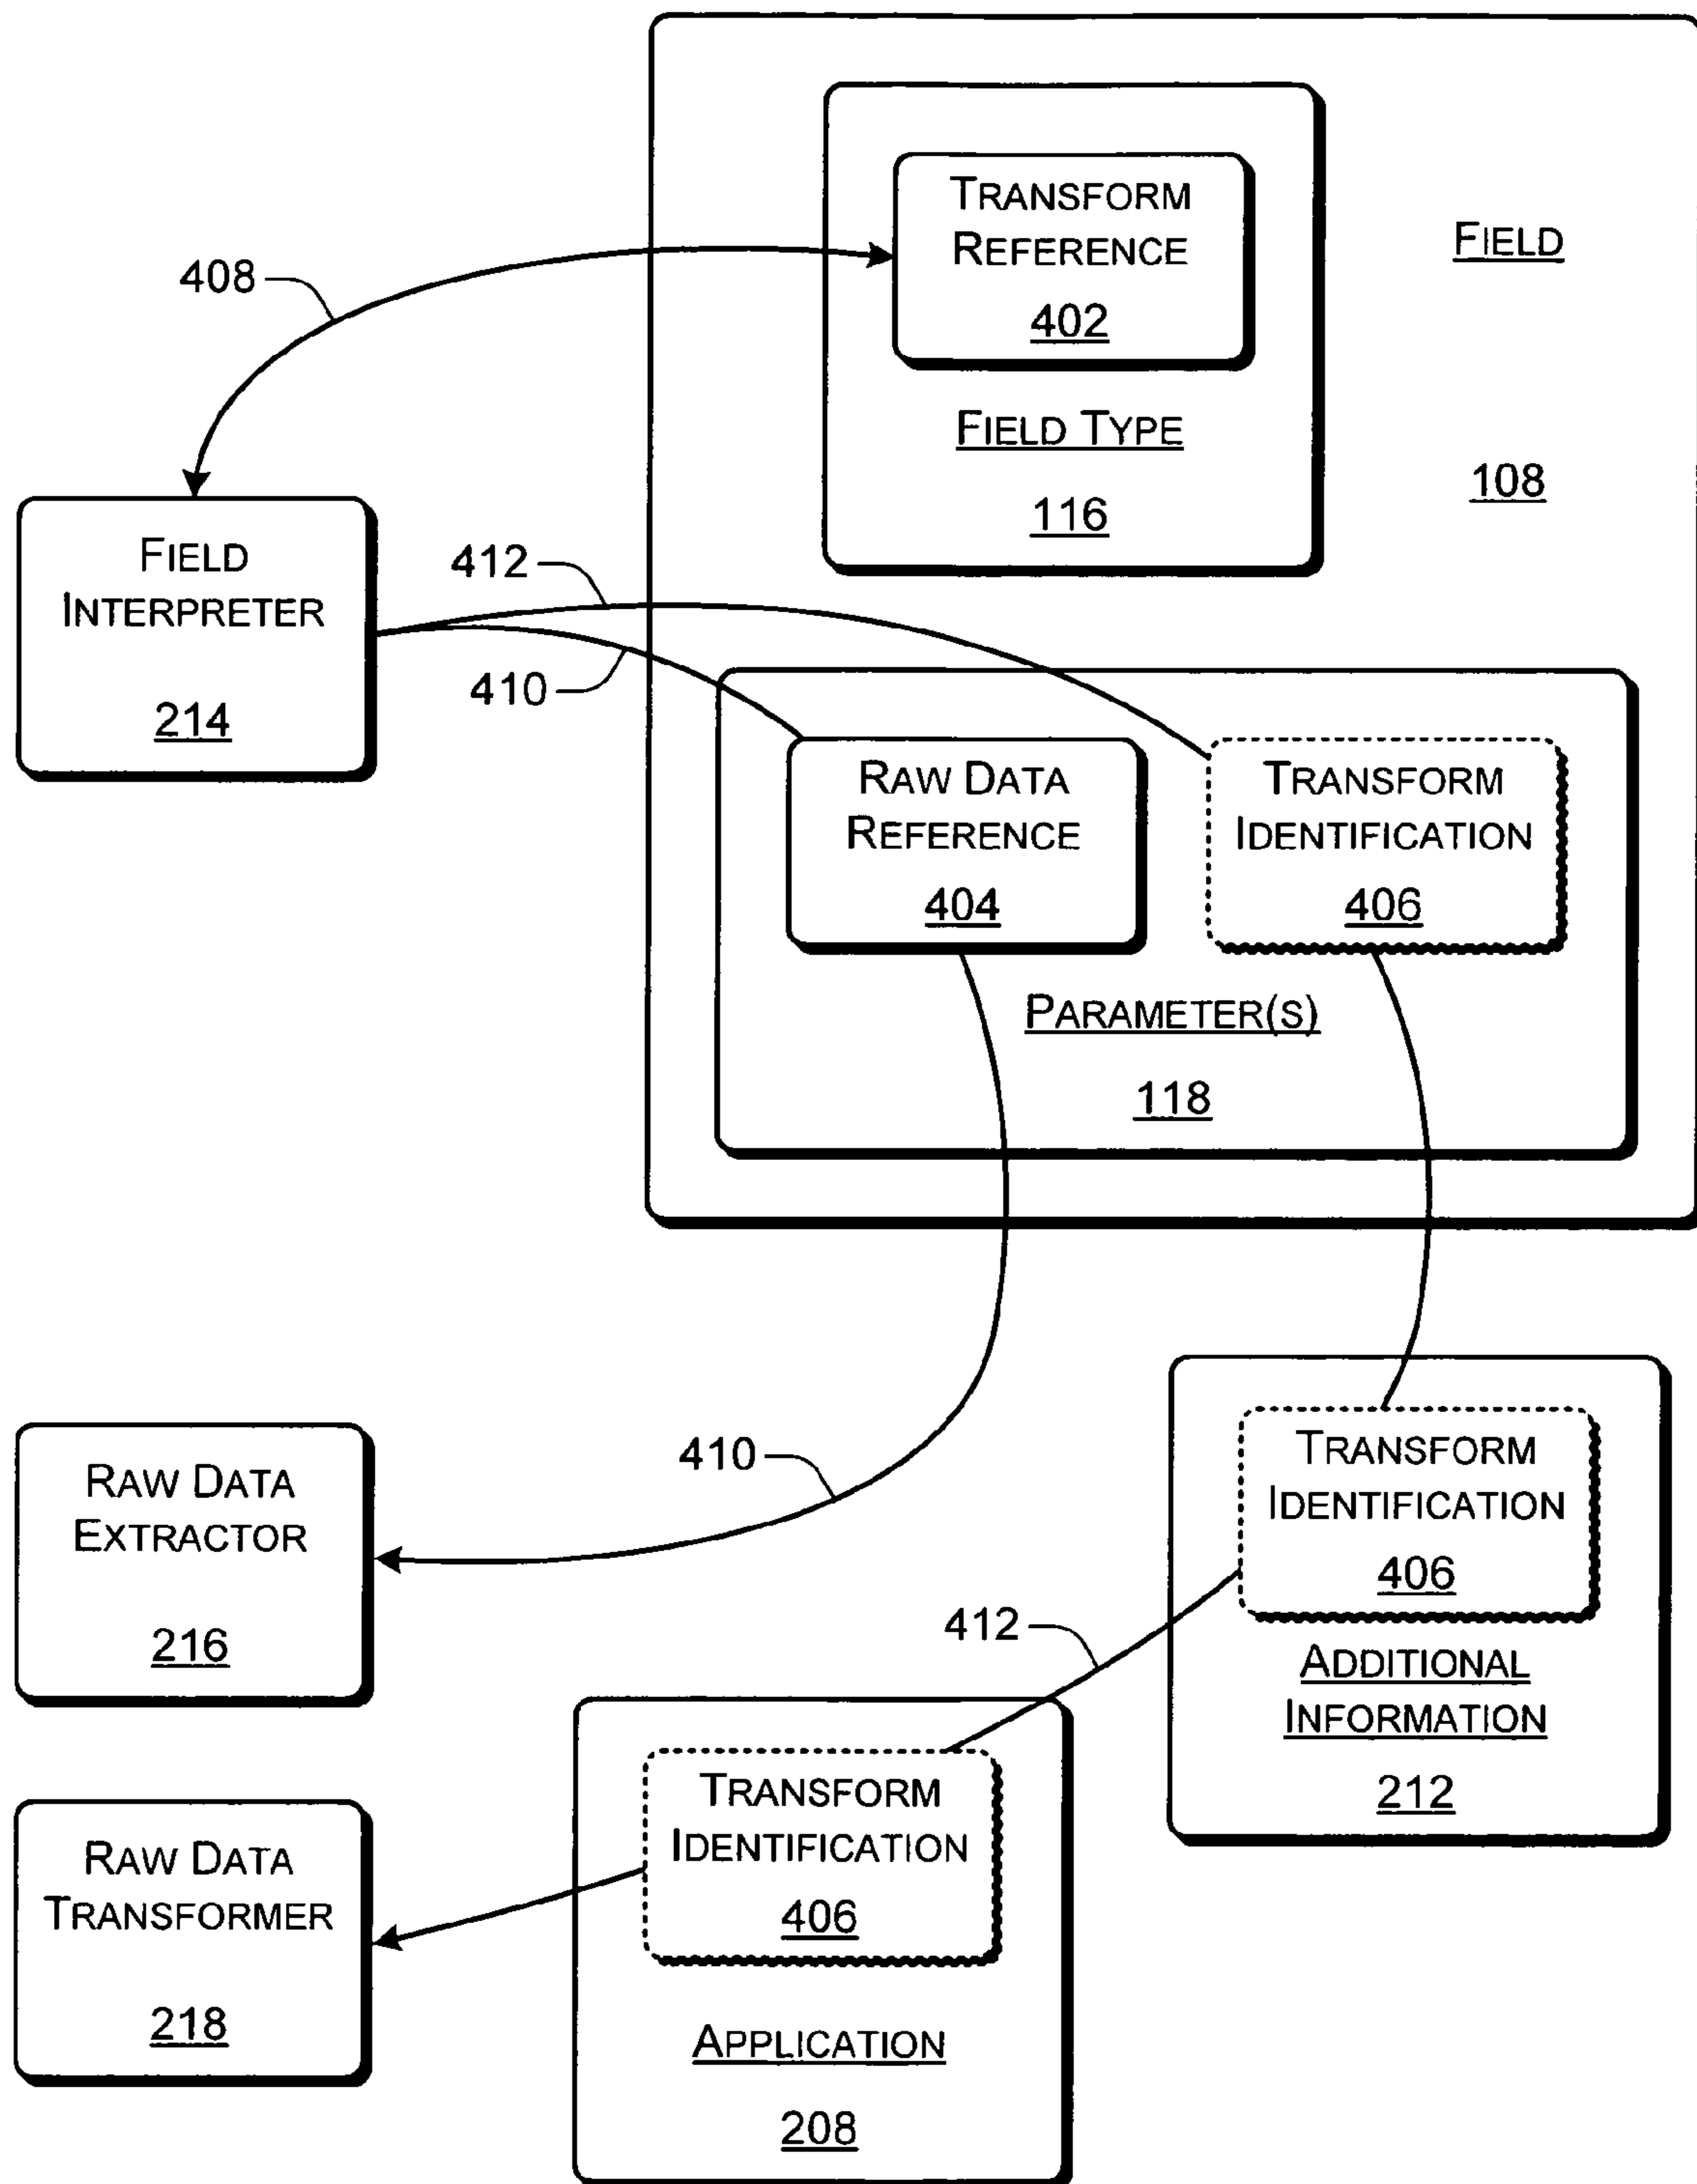 TRANSFORM
REFERENCE
402
FIELD TYPE
116
FIELD
108
408
FIELD
INTERPRETER
214
412
410
RAW DATA
REFERENCE
404
TRANSFORM
IDENTIFICATION
406
PARAMETER(S)
118
RAW DATA
EXTRACTOR
216
410
TRANSFORM
IDENTIFICATION
406
ADDITIONAL
INFORMATION
212
412
TRANSFORM
IDENTIFICATION
406
APPLICATION
208
RAW DATA
TRANSFORMER
218